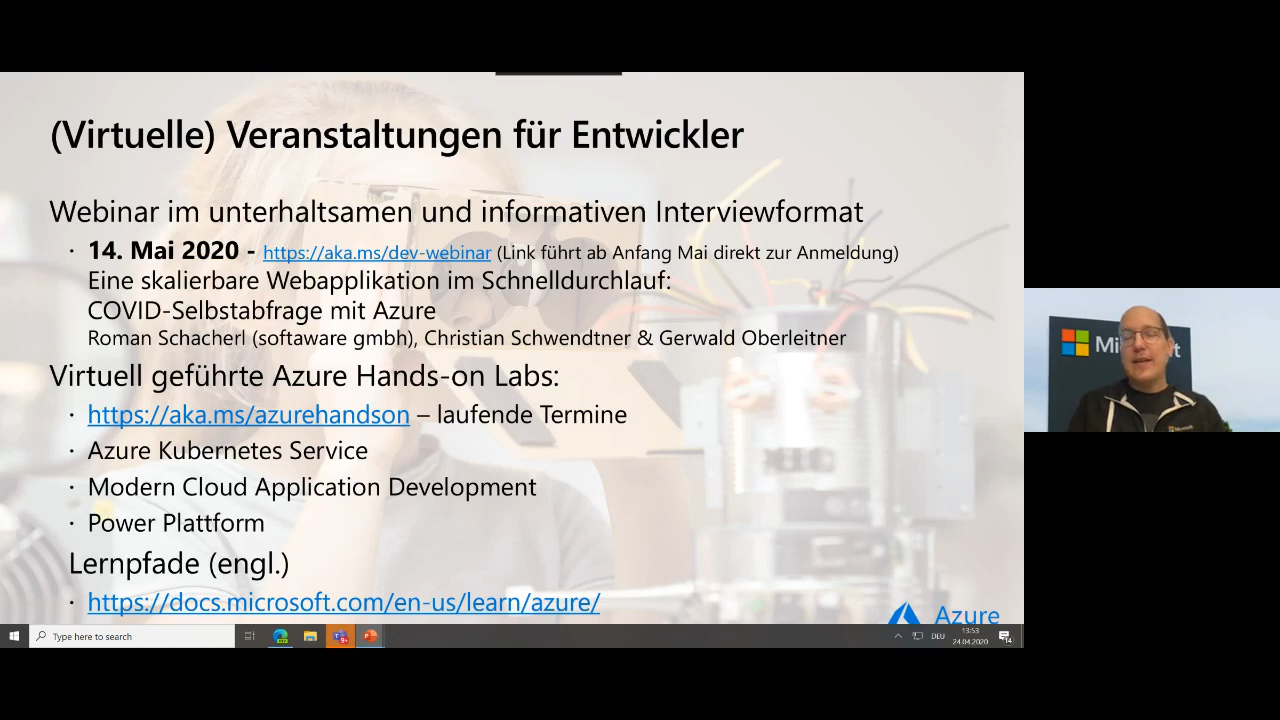 (Virtuelle) Veranstaltungen für Entwickler
Webinar im unterhaltsamen und informativen Interviewformat
· 14. Mai 2020 - https://aka.ms/dev-webinar (Link führt ab Anfang Mai direkt zur Anmeldung)
Eine skalierbare Webapplikation im Schnelldurchlauf:
COVID-Selbstabfrage mit Azure
Roman Schacherl (softaware gmbh), Christian Schwendtner & Gerwald Oberleitner
Virtuell geführte Azure Hands-on Labs:
· https://aka.ms/azurehandson – laufende Termine
· Azure Kubernetes Service
· Modern Cloud Application Development
· Power Plattform
Lernpfade (engl.)
· https://docs.microsoft.com/en-us/learn/azure/
Azure
Type here to search
DEU
13:53
24.04.2020